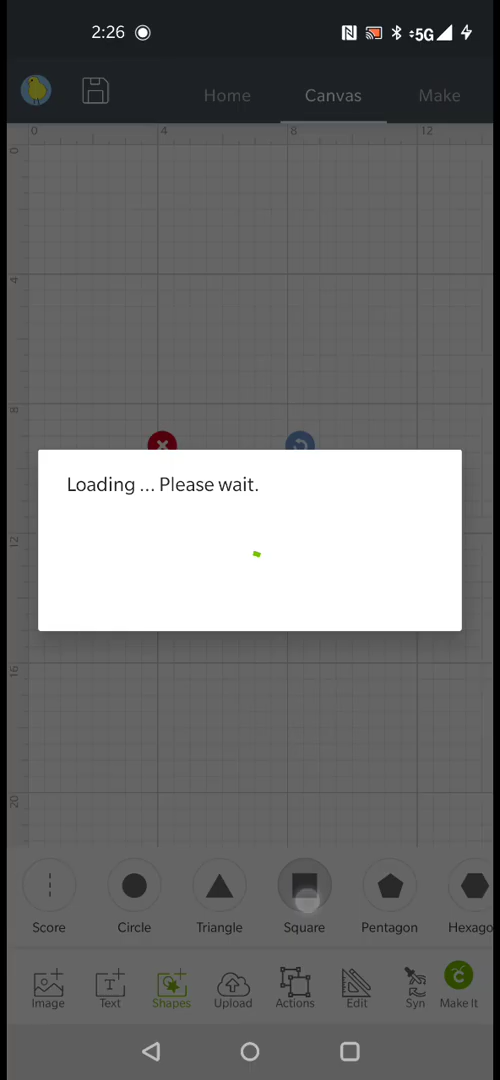 2:26
5G
Home
Canvas
Make
0
4
8
12
0
4
8
12
16
20
Loading ... Please wait.
Score
Circle
Triangle
Square
Pentagon
Hexago
Image
Text
Shapes
Upload
Actions
Edit
Syn
Make It